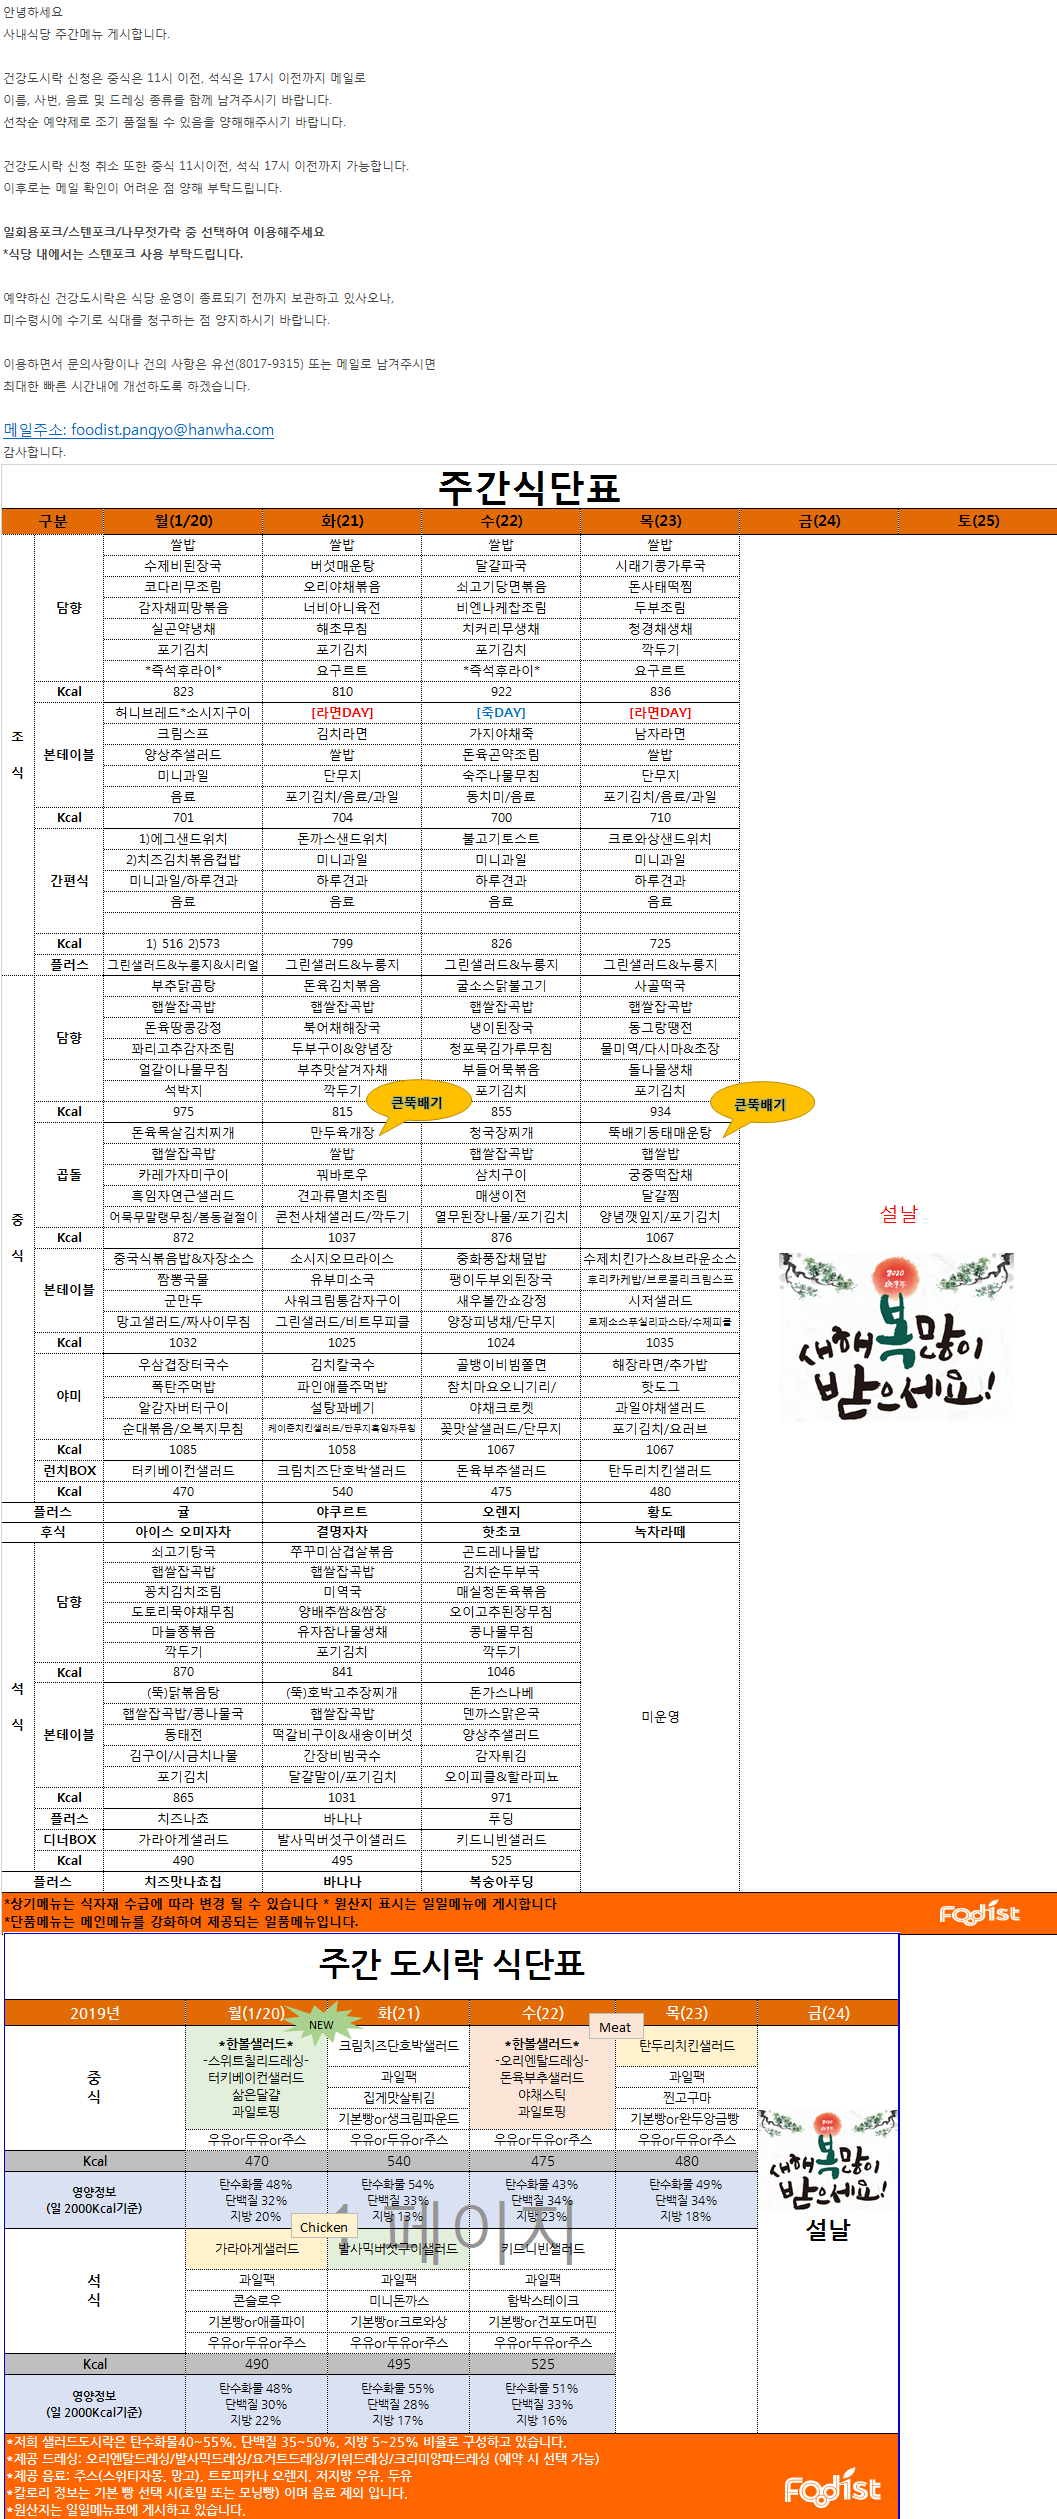 안녕하세요
사내식당 주간메뉴 게시합니다.
건강도시락 신청은 중식은 11시 이전, 석식은 17시 이전까지 메일로
이름, 사번, 음료 및 드레싱 종류를 함께 남겨주시기 바랍니다.
선착순 예약제로 조기 품절될 수 있음을 양해해주시기 바랍니다.
건강도시락 신청 취소 또한 중식 11시이전, 석식 17시 이전까지 가능합니다.
이후로는 메일 확인이 어려운 점 양해 부탁드립니다.
일회용포크/스텐포크/나무젓가락 중 선택하여 이용해주세요
*식당 내에서는 스텐포크 사용 부탁드립니다.
예약하신 건강도시락은 식당 운영이 종료되기 전까지 보관하고 있사오나,
미수령시에 수기로 식대를 청구하는 점 양지하시기 바랍니다.
이용하면서 문의사항이나 건의 사항은 유선(8017-9315) 또는 메일로 남겨주시면
최대한 빠른 시간내에 개선하도록 하겠습니다.
메일주소: foodist.pangyo@hanwha.com
감사합니다.
주간식단표
구분 월(1/20) 화(21) 수(22) 목(23) 금(24) 토(25)
조식
담향
쌀밥 쌀밥 쌀밥 쌀밥
수제비된장국 버섯매운탕 달걀파국 시래기콩가루국
코다리무조림 오리야채볶음 쇠고기당면볶음 돈사태떡찜
감자채피망볶음 너비아니육전 비엔나케찹조림 두부조림
실곤약냉채 해초무침 치커리무생채 청경채생채
포기김치 포기김치 포기김치 깍두기
*즉석후라이* 요구르트 *즉석후라이* 요구르트
Kcal 823 810 922 836
본테이블
허니브레드*소시지구이 [라면DAY] [죽DAY] [라면DAY]
크림스프 김치라면 가지야채죽 남자라면
양상추샐러드 쌀밥 돈육곤약조림 쌀밥
미니과일 단무지 숙주나물무침 단무지
음료 포기김치/음료/과일 동치미/음료 포기김치/음료/과일
Kcal 701 704 700 710
간편식
1)에그샌드위치 돈까스샌드위치 불고기토스트 크로와상샌드위치
2)치즈김치볶음컵밥 미니과일 미니과일 미니과일
미니과일/하루견과 하루견과 하루견과 하루견과
음료 음료 음료 음료
Kcal 1) 516 2)573 799 826 725
플러스 그린샐러드&누룽지&시리얼 그린샐러드&누룽지 그린샐러드&누룽지 그린샐러드&누룽지
중식
담향
부추닭곰탕 돈육김치볶음 굴소스닭불고기 사골떡국
햅쌀잡곡밥 햅쌀잡곡밥 햅쌀잡곡밥 햅쌀잡곡밥
돈육땅콩강정 북어채해장국 냉이된장국 동그랑땡전
꽈리고추감자조림 두부구이&양념장 청포묵김가루무침 물미역/다시마&초장
얼갈이나물무침 부추맛살겨자채 부들어묵볶음 돌나물생채
석박지 깍두기 포기김치 포기김치
큰뚝배기 큰뚝배기
Kcal 975 815 855 934
곱돌
돈육목살김치찌개 만두육개장 청국장찌개 뚝배기동태매운탕
햅쌀잡곡밥 쌀밥 햅쌀잡곡밥 햅쌀밥
카레가자미구이 꿔바로우 삼치구이 궁중떡잡채
흑임자연근샐러드 견과류멸치조림 매생이전 달걀찜
어묵무말랭무침/봄동겉절이 콘전사채샐러드/깍두기 열무된장나물/포기김치 양념깻잎지/포기김치
Kcal 872 1037 876 1067
설날
본테이블
중국식볶음밥&자장소스 소시지오므라이스 중화풍잡채덮밥 수제치킨가스&브라운소스
짬뽕국물 유부미소국 팽이두부외된장국 후리카케밥/브로콜리크림스프
군만두 사워크림통감자구이 새우볼깐쇼강정 시저샐러드
망고샐러드/짜사이무침 그린샐러드/비트무피클 양장피냉채/단무지 로제소스푸실리파스타/수제피클
Kcal 1032 1025 1024 1035
2020
새해 복 많이 받으세요!
야미
우삼겹장터국수 김치칼국수 골뱅이비빔쫄면 해장라면/추가밥
폭탄주먹밥 파인애플주먹밥 참치마요오니기리/ 핫도그
알감자버터구이 설탕꽈베기 야채크로켓 과일야채샐러드
순대볶음/오복지무침 케이준치킨샐러드/단무지흑임자무침 꽃맛살샐러드/단무지 포기김치/요러브
Kcal 1085 1058 1067 1067
런치BOX 터키베이컨샐러드 크림치즈단호박샐러드 돈육부추샐러드 탄두리치킨샐러드
Kcal 470 540 475 480
플러스 귤 야쿠르트 오렌지 황도
후식 아이스 오미자차 결명자차 핫초코 녹차라떼
석식
담향
쇠고기탕국 쭈꾸미삼겹살볶음 곤드레나물밥
햅쌀잡곡밥 햅쌀잡곡밥 김치순두부국
꽁치김치조림 미역국 매실청돈육볶음
도토리묵야채무침 양배추쌈&쌈장 오이고추된장무침
마늘쫑볶음 유자참나물생채 콩나물무침
깍두기 포기김치 깍두기
Kcal 870 841 1046
미운영
본테이블
(뚝)닭볶음탕 (뚝)호박고추장찌개 돈가스나베
햅쌀잡곡밥/콩나물국 햅쌀잡곡밥 덴까스맑은국
동태전 떡갈비구이&새송이버섯 양상추샐러드
김구이/시금치나물 간장비빔국수 감자튀김
포기김치 달걀말이/포기김치 오이피클&할라피뇨
Kcal 865 1031 971
플러스 치즈나쵸 바나나 푸딩
디너BOX 가라아게샐러드 발사믹버섯구이샐러드 키드니빈샐러드
Kcal 490 495 525
플러스 치즈맛나쵸칩 바나나 복숭아푸딩
*상기메뉴는 식자재 수급에 따라 변경 될 수 있습니다 * 원산지 표시는 일일메뉴에 게시합니다
*단품메뉴는 메인메뉴를 강화하여 제공되는 일품메뉴입니다.
Foodist
주간 도시락 식단표
2019년 월(1/20) 화(21) 수(22) 목(23) 금(24)
NEW
Meat
중식
*한볼샐러드* 크림치즈단호박샐러드 *한볼샐러드* 탄두리치킨샐러드
-스위트칠리드레싱- -오리엔탈드레싱-
터키베이컨샐러드 과일팩 돈육부추샐러드 과일팩
삶은달걀 집게맛살튀김 야채스틱 찐고구마
과일토핑 기본빵or생크림파운드 과일토핑 기본빵or완두앙금빵
우유or두유or주스 우유or두유or주스 우유or두유or주스 우유or두유or주스
Kcal 470 540 475 480
2020
새해 복 많이 받으세요!
설날
영양정보
(일 2000Kcal기준)
탄수화물 48% 탄수화물 54% 탄수화물 43% 탄수화물 49%
단백질 32% 단백질 33% 단백질 34% 단백질 34%
지방 20% 지방 13% 지방 23% 지방 18%
1 페이지
Chicken
석식
가라아게샐러드 발사믹버섯구이샐러드 키드니빈샐러드
과일팩 과일팩 과일팩
콘슬로우 미니돈까스 함박스테이크
기본빵or애플파이 기본빵or크로와상 기본빵or건포도머핀
우유or두유or주스 우유or두유or주스 우유or두유or주스
Kcal 490 495 525
영양정보
(일 2000Kcal기준)
탄수화물 48% 탄수화물 55% 탄수화물 51%
단백질 30% 단백질 28% 단백질 33%
지방 22% 지방 17% 지방 16%
*저희 샐러드도시락은 탄수화물40~55%, 단백질 35~50%, 지방 5~25% 비율로 구성하고 있습니다.
*제공 드레싱: 오리엔탈드레싱/발사믹드레싱/요거트드레싱/키위드레싱/크리미양파드레싱 (예약 시 선택 가능)
*제공 음료: 주스(스위티자몽, 망고), 트로피카나 오렌지, 저지방 우유, 두유
*칼로리 정보는 기본 빵 선택 시(호밀 또는 모닝빵) 이며 음료 제외 입니다.
*원산지는 일일메뉴표에 게시하고 있습니다.
Foodist